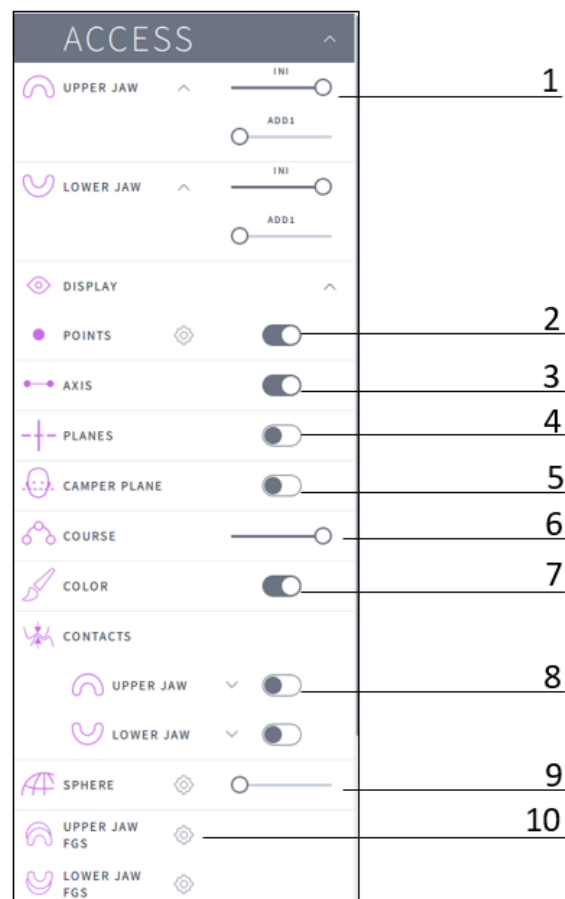 ACCESS
INI
UPPER JAW
1
ADD1
INI
LOWER JAW
ADD1
DISPLAY
POINTS
2
AXIS
3
PLANES
4
CAMPER PLANE
5
COURSE
6
COLOR
7
CONTACTS
UPPER JAW
8
LOWER JAW
SPHERE
9
UPPER JAW
FGS
10
LOWER JAW
FGS